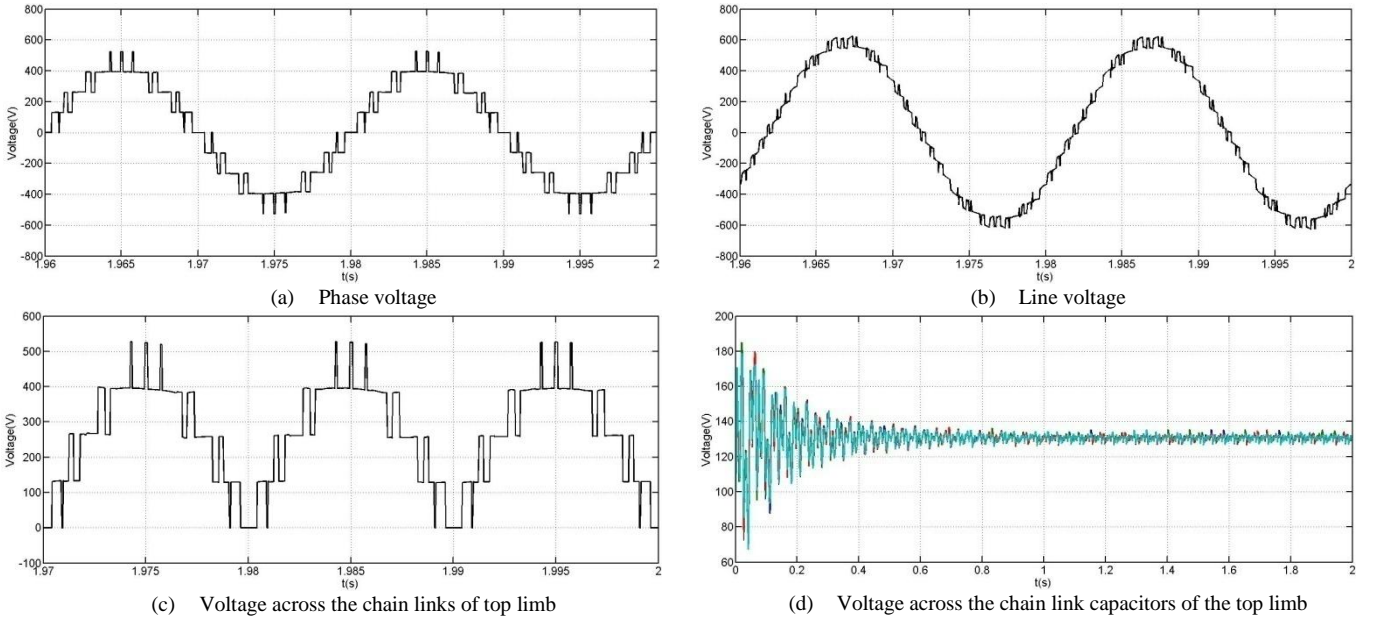 800
600
400
200
0
-200
-400
-600
-800
Voltage(V)
1.96 1.965 1.97 1.975 1.98 1.985 1.99 1.995 2
t(s)
(a) Phase voltage
800
600
400
200
0
-200
-400
-600
-800
Voltage(V)
1.96 1.965 1.97 1.975 1.98 1.985 1.99 1.995 2
t(s)
(b) Line voltage
600
500
400
300
200
100
0
-100
Voltage(V)
1.97 1.975 1.98 1.985 1.99 1.995 2
t(s)
(c) Voltage across the chain links of top limb
200
180
160
140
120
100
80
60
Voltage(V)
0 0.2 0.4 0.6 0.8 1 1.2 1.4 1.6 1.8 2
t(s)
(d) Voltage across the chain link capacitors of the top limb